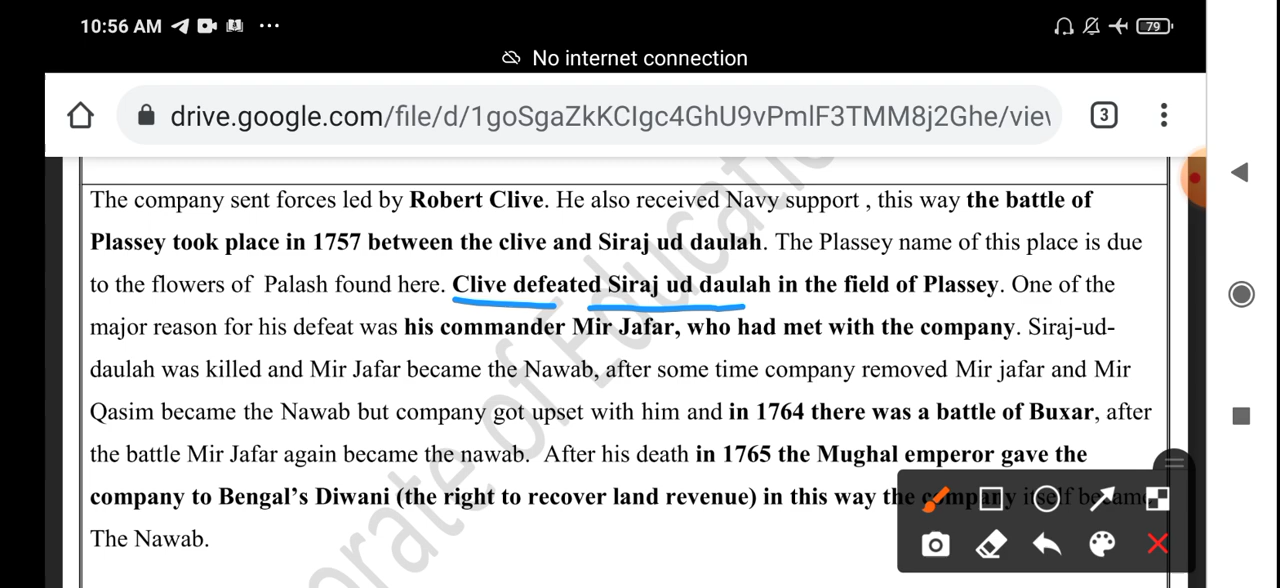 10:56 AM
79
No internet connection
drive.google.com/file/d/1goSgaZkKCIgc4GhU9vPmlF3TMM8j2Ghe/view
3
The company sent forces led by Robert Clive. He also received Navy support , this way the battle of
Plassey took place in 1757 between the clive and Siraj ud daulah. The Plassey name of this place is due
to the flowers of Palash found here. Clive defeated Siraj ud daulah in the field of Plassey. One of the
major reason for his defeat was his commander Mir Jafar, who had met with the company. Siraj-ud-
daulah was killed and Mir Jafar became the Nawab, after some time company removed Mir jafar and Mir
Qasim became the Nawab but company got upset with him and in 1764 there was a battle of Buxar, after
the battle Mir Jafar again became the nawab. After his death in 1765 the Mughal emperor gave the
company to Bengal's Diwani (the right to recover land revenue) in this way the company itself became
The Nawab.
orate of Educatio